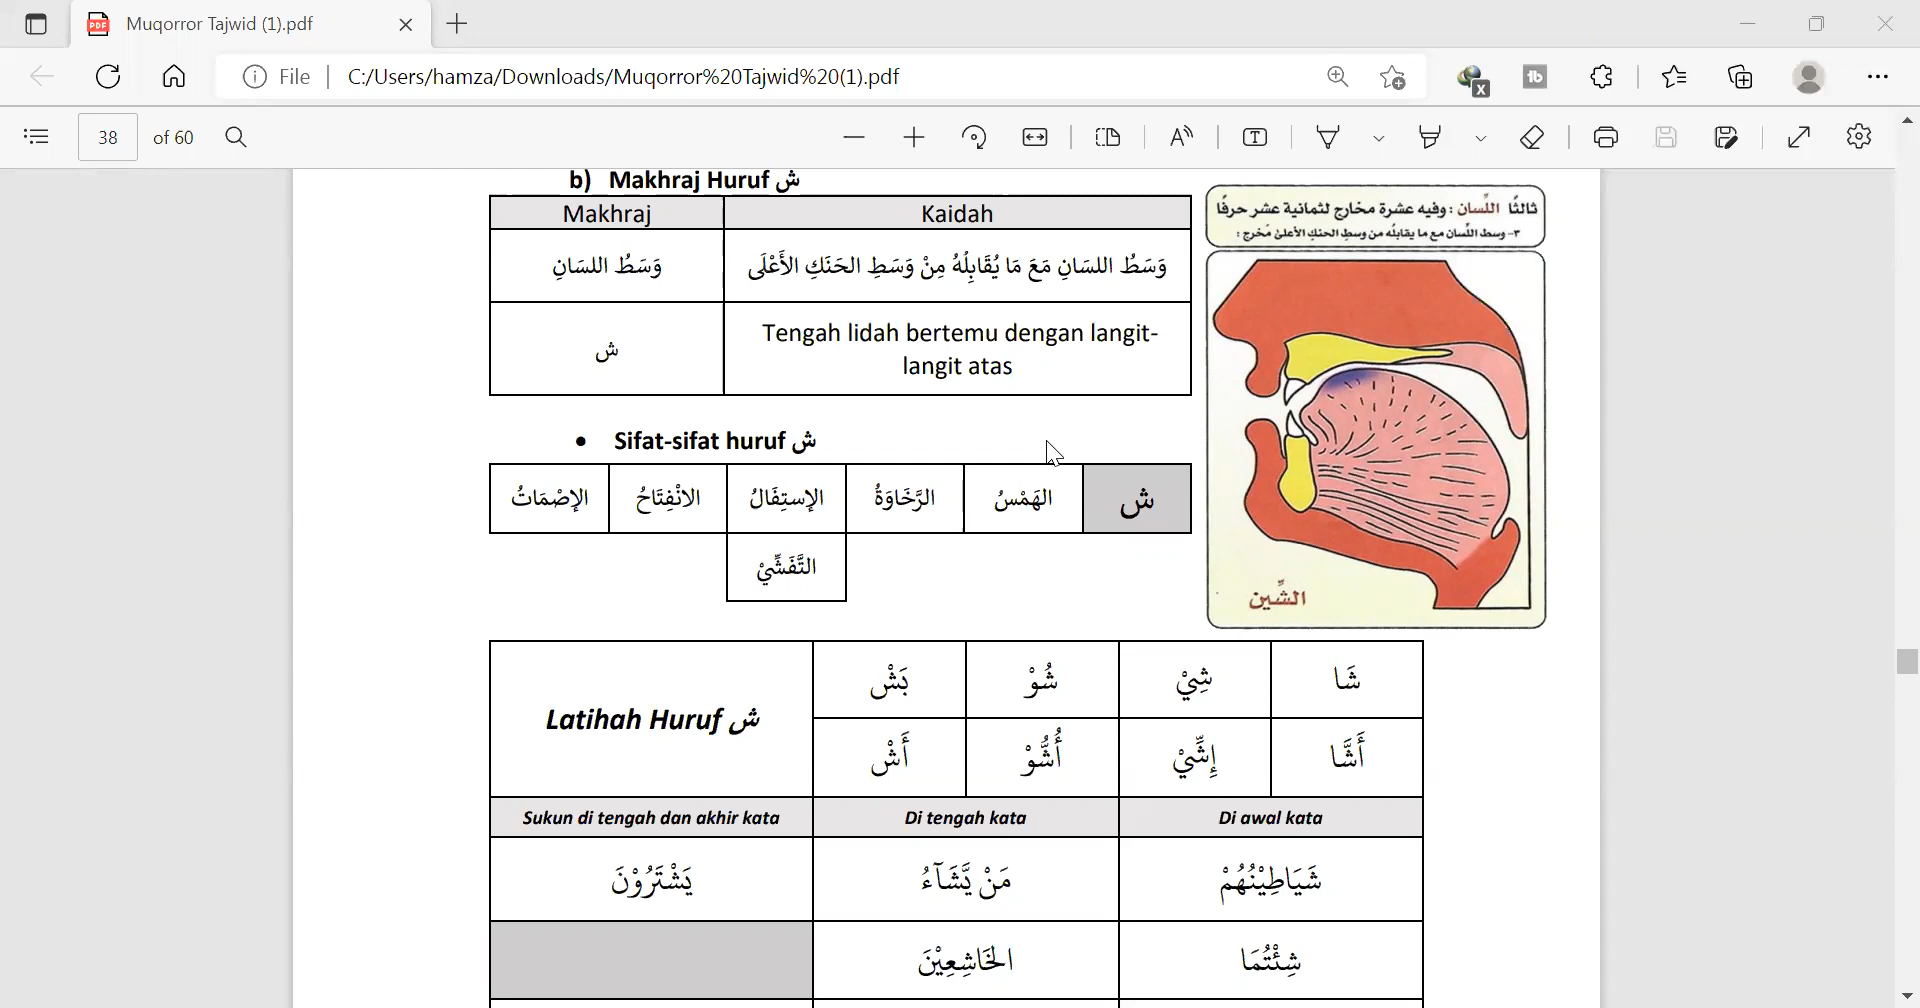 Muqorror Tajwid (1).pdf
File
C:/Users/hamza/Downloads/Muqorror%20Tajwid%20(1).pdf
38
of 60
b) Makhraj Huruf ش
Makhraj
Kaidah
وَسَطُ اللسَانِ
وَسَطُ اللسَانِ مَعَ مَا يُقَابِلُهُ مِنْ وَسَطِ الحَنَكِ الأَعْلَى
ش
Tengah lidah bertemu dengan langit-
langit atas
ثالثًا اللِّسان : وفيه عشرة مخارج لثمانية عشر حرفًا
٣- وسط اللِّسان مع ما يقابلُه من وسطِ الحنكِ الأعلىٰ مَخرج :
الشِّين
• Sifat-sifat huruf ش
ش
الهَمْسُ
الرَّخَاوَةُ
الإستِفَالُ
الانْفِتَاحُ
الإصْمَاتُ
التَّفَشِّيْ
Latihah Huruf ش
شَا
شِيْ
شُوْ
بَشْ
أَشَّا
إِشِّيْ
أُشُّوْ
أَشْ
Sukun di tengah dan akhir kata
Di tengah kata
Di awal kata
شَيَاطِيْنُهُمْ
مَنْ يَّشَآءُ
يَشْتَرُوْنَ
شِئْتُمَا
الخَاشِعِيْنَ